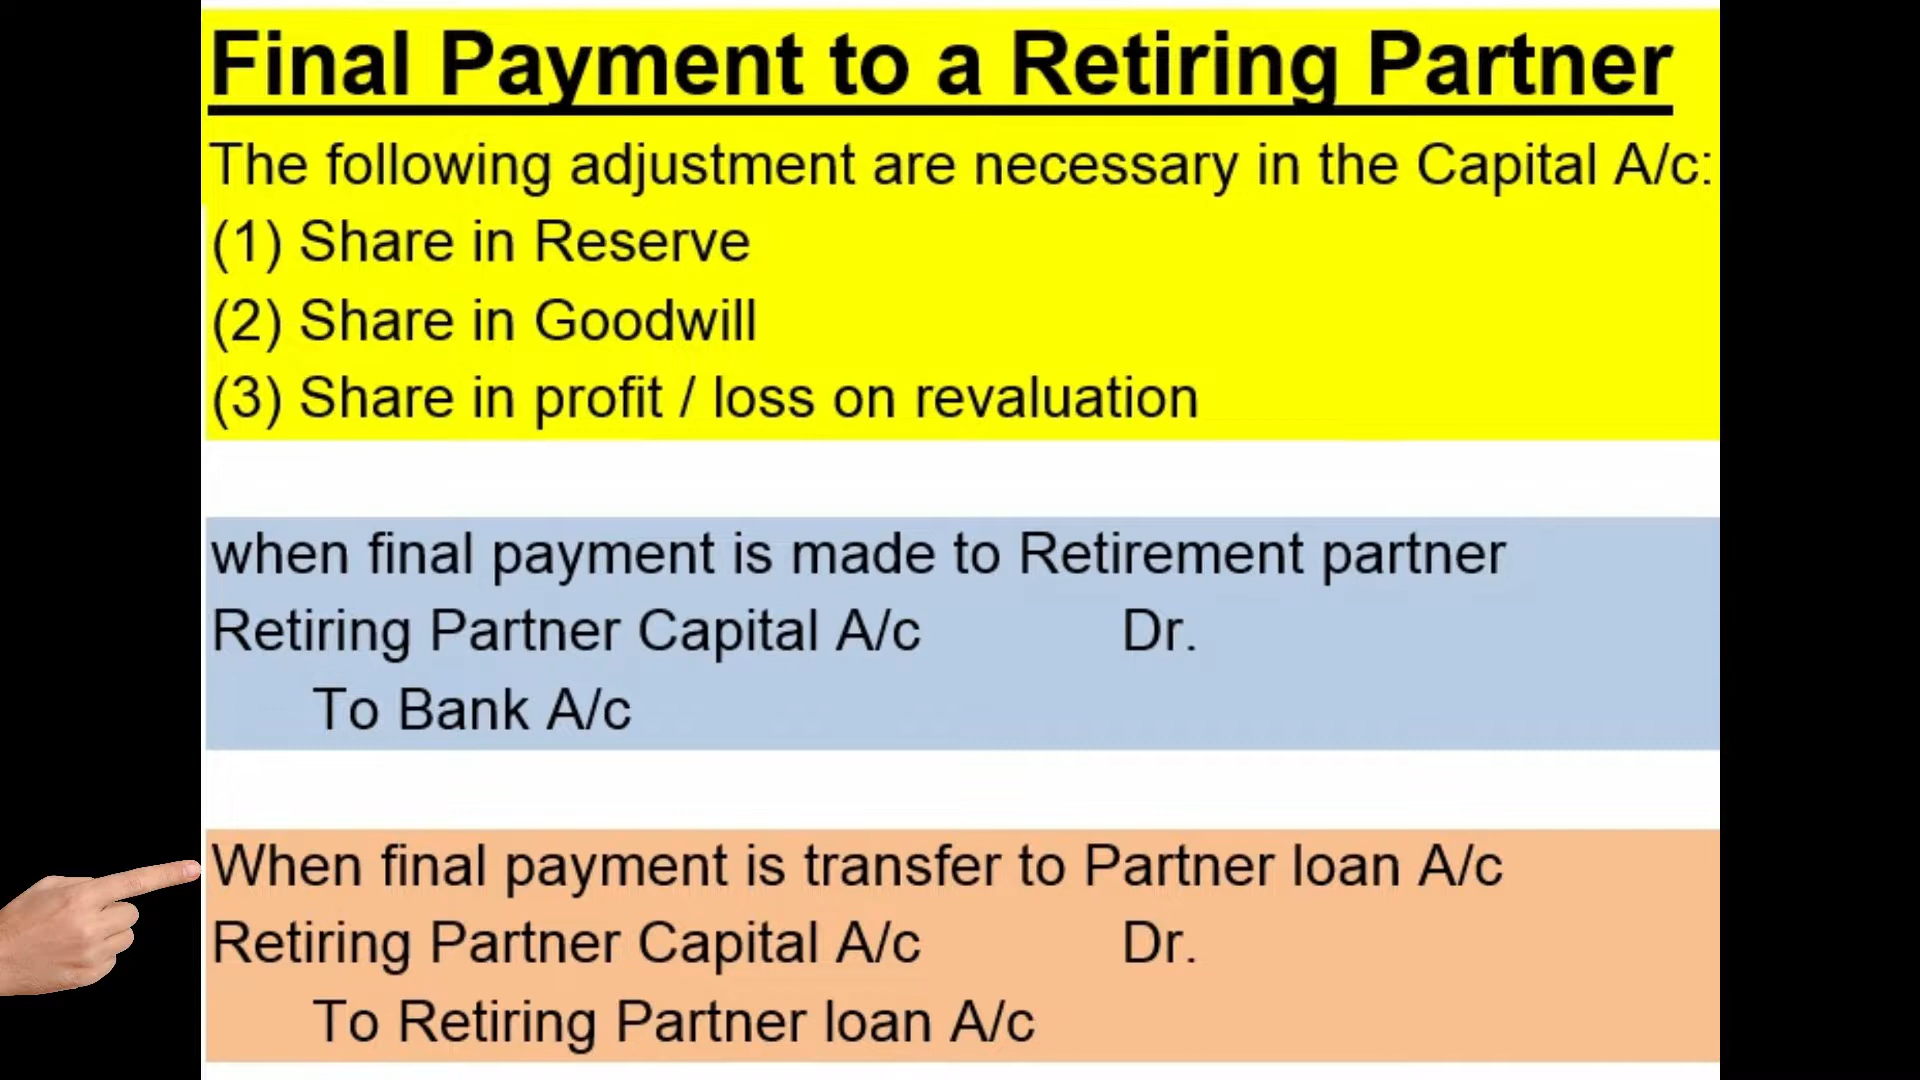 Final Payment to a Retiring Partner
The following adjustment are necessary in the Capital A/c:
(1) Share in Reserve
(2) Share in Goodwill
(3) Share in profit / loss on revaluation
when final payment is made to Retirement partner
Retiring Partner Capital A/c Dr.
To Bank A/c
When final payment is transfer to Partner loan A/c
Retiring Partner Capital A/c Dr.
To Retiring Partner loan A/c